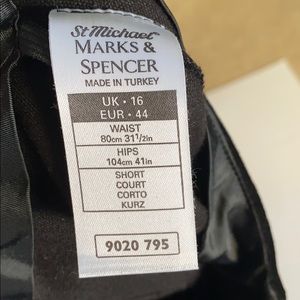 St Michael
MARKS &
SPENCER
MADE IN TURKEY
UK • 16
EUR • 44
WAIST
80cm 31½in
HIPS
104cm 41in
SHORT
COURT
CORTO
KURZ
9020 795